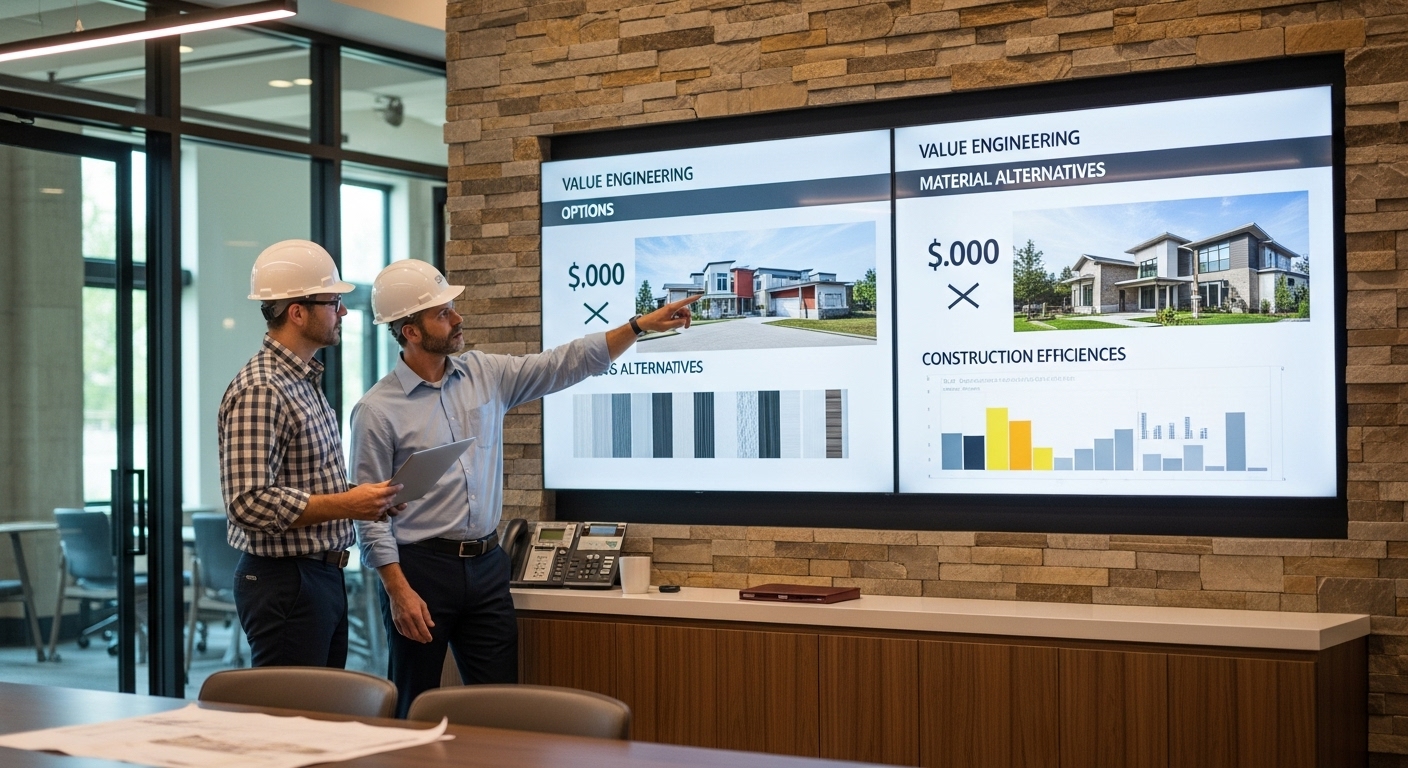 VALUE ENGINEERING
OPTIONS
$.000
ALTERNATIVES
VALUE ENGINEERING
MATERIAL ALTERNATIVES
$.000
CONSTRUCTION EFFICIENCES